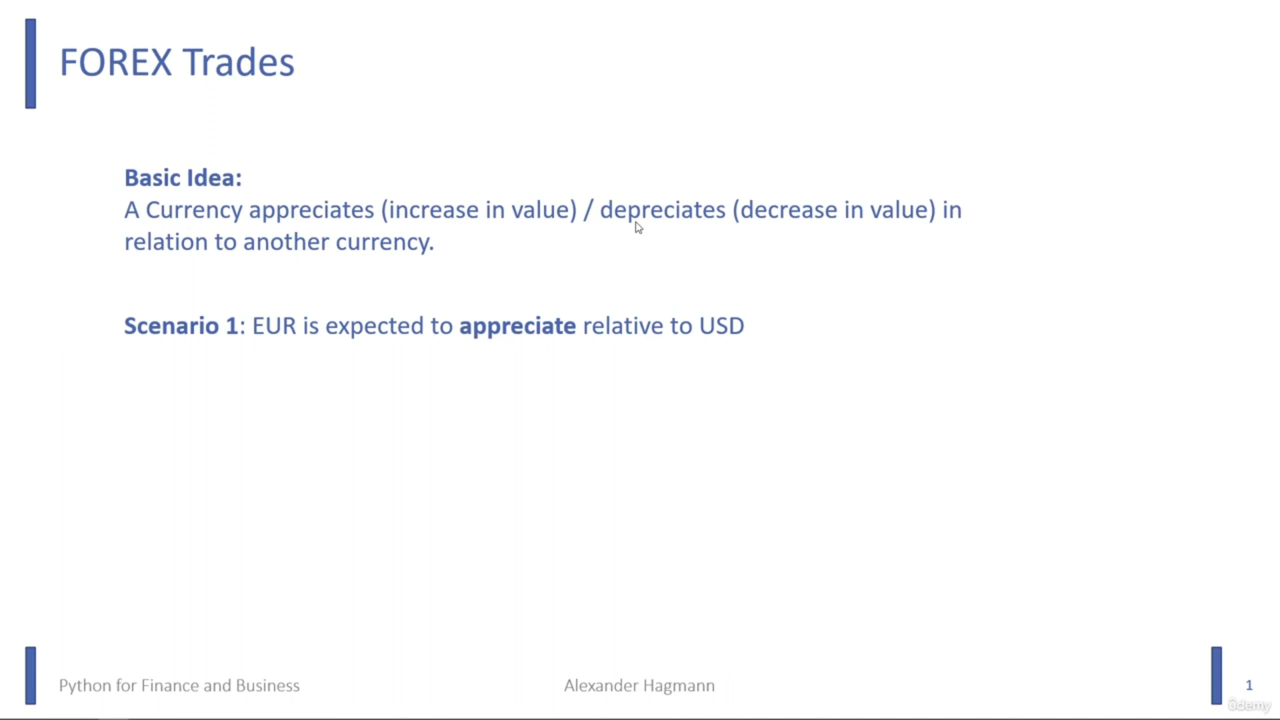 FOREX Trades
Basic Idea:
A Currency appreciates (increase in value) / depreciates (decrease in value) in
relation to another currency.
Scenario 1: EUR is expected to appreciate relative to USD
Python for Finance and Business
Alexander Hagmann
1
ûdemy